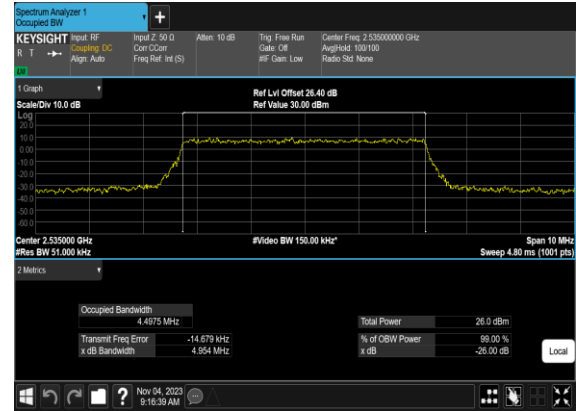 Spectrum Analyzer 1
Occupied BW
KEYSIGHT Input: RF Input Z: 50 Ω Atten: 10 dB Trig: Free Run Center Freq: 2.535000000 GHz
R T Coupling: DC Corr CCorr Gate: Off Avg|Hold: 100/100
Align: Auto Freq Ref: Int (S) #IF Gain: Low Radio Std: None
LV
1 Graph
Ref Lvl Offset 26.40 dB
Scale/Div 10.0 dB Ref Value 30.00 dBm
Log
20.0
10.0
0.00
-10.0
-20.0
-30.0
-40.0
-50.0
-60.0
Center 2.535000 GHz #Video BW 150.00 kHz* Span 10 MHz
#Res BW 51.000 kHz Sweep 4.80 ms (1001 pts)
2 Metrics
Occupied Bandwidth
4.4975 MHz Total Power 26.0 dBm
Transmit Freq Error -14.679 kHz % of OBW Power 99.00 %
x dB Bandwidth 4.954 MHz x dB -26.00 dB
Local
Nov 04, 2023
9:16:39 AM